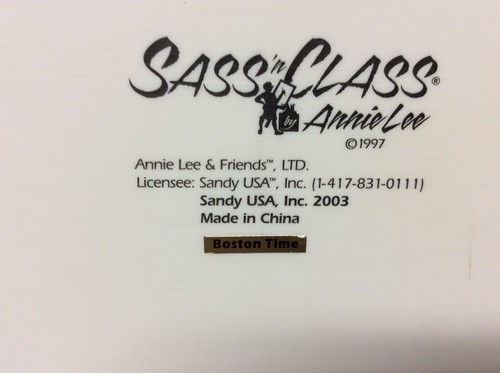 SASS 'n CLASS®
by Annie Lee
©1997
Annie Lee & Friends™, LTD.
Licensee: Sandy USA™, Inc. (1-417-831-0111)
Sandy USA, Inc. 2003
Made in China
Boston Time